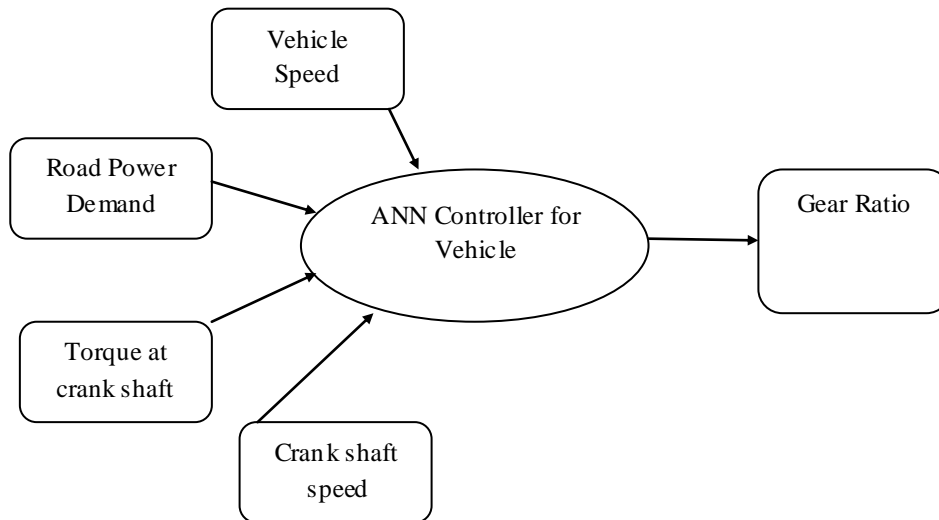 Vehicle
Speed
Road Power
Demand
ANN Controller for
Vehicle
Gear Ratio
Torque at
crank shaft
Crank shaft
speed